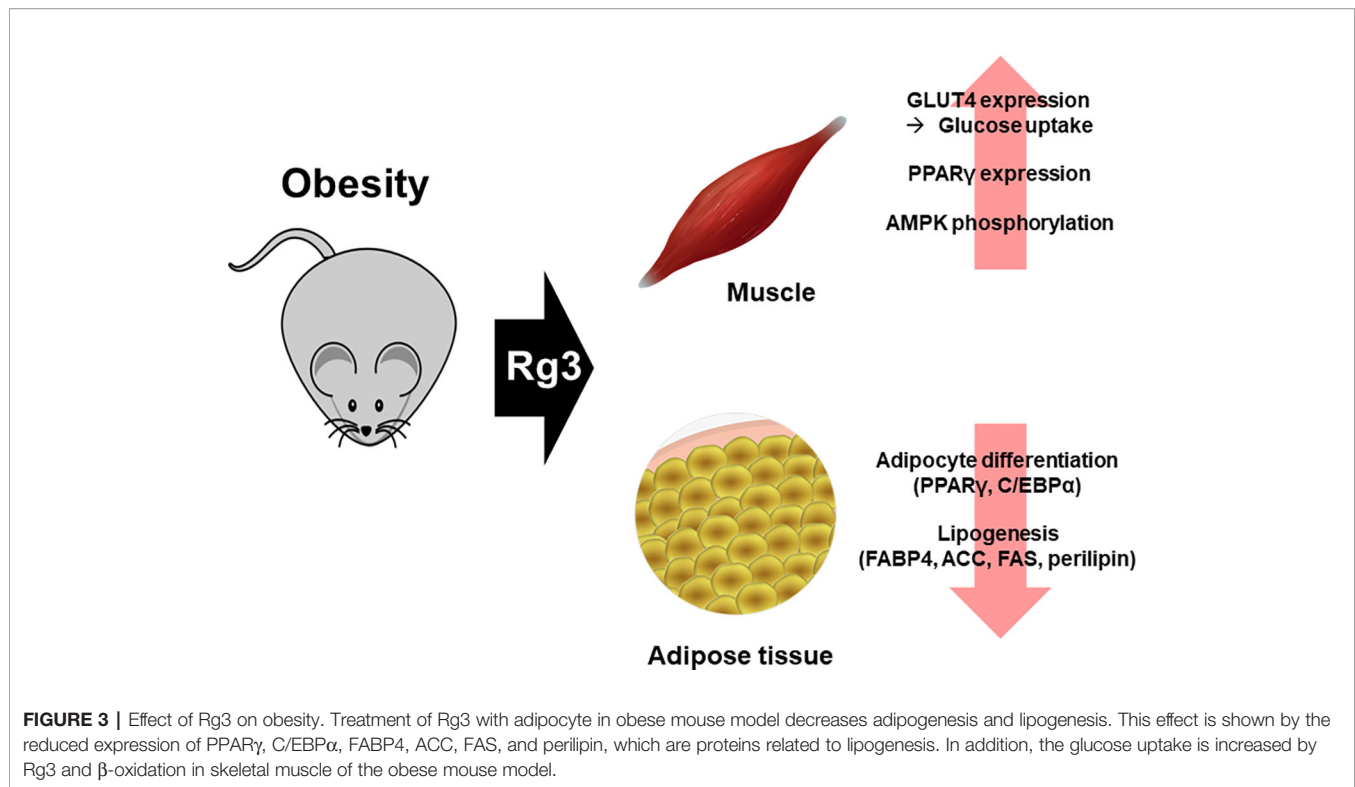 Obesity
Rg3
Muscle
GLUT4 expression
→ Glucose uptake
PPARγ expression
AMPK phosphorylation
Adipose tissue
Adipocyte differentiation
(PPARγ, C/EBPα)
Lipogenesis
(FABP4, ACC, FAS, perilipin)
FIGURE 3 | Effect of Rg3 on obesity. Treatment of Rg3 with adipocyte in obese mouse model decreases adipogenesis and lipogenesis. This effect is shown by the
reduced expression of PPARγ, C/EBPα, FABP4, ACC, FAS, and perilipin, which are proteins related to lipogenesis. In addition, the glucose uptake is increased by
Rg3 and β-oxidation in skeletal muscle of the obese mouse model.